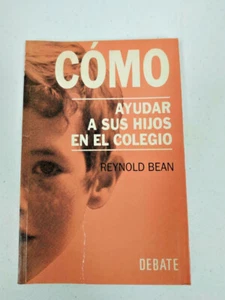 CÓMO
AYUDAR
A SUS HIJOS
EN EL COLEGIO
REYNOLD BEAN
DEBATE